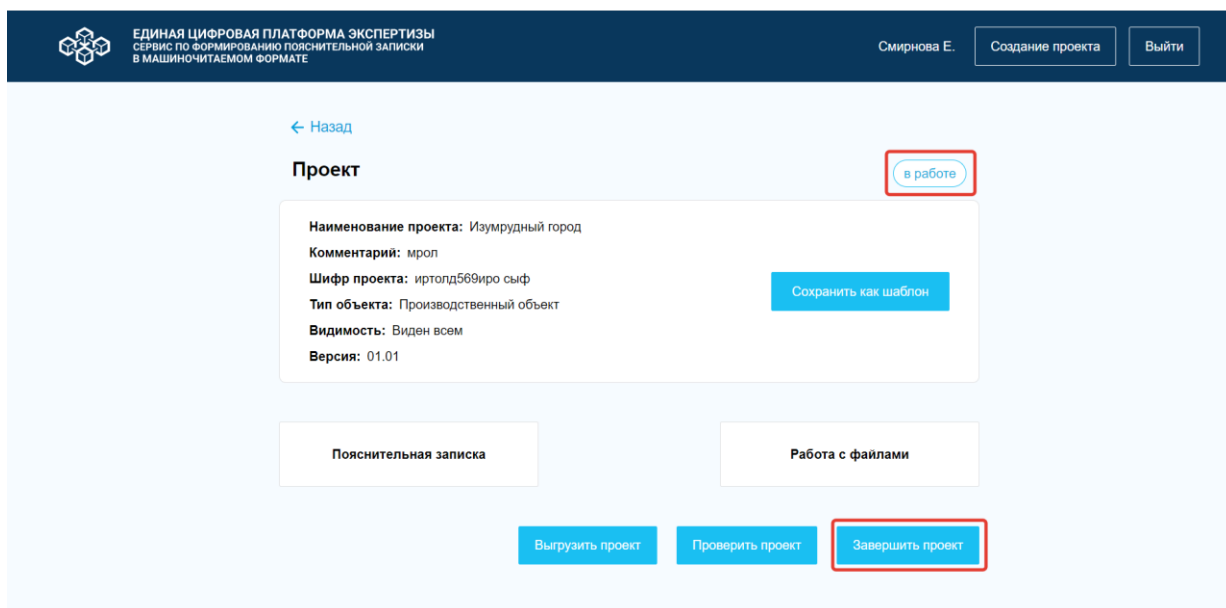 ЕДИНАЯ ЦИФРОВАЯ ПЛАТФОРМА ЭКСПЕРТИЗЫ
СЕРВИС ПО ФОРМИРОВАНИЮ ПОЯСНИТЕЛЬНОЙ ЗАПИСКИ
В МАШИНОЧИТАЕМОМ ФОРМАТЕ
Смирнова Е.
Создание проекта
Выйти
← Назад
Проект
в работе
Наименование проекта: Изумрудный город
Комментарий: мрол
Шифр проекта: иртолд569иро сыф
Тип объекта: Производственный объект
Видимость: Виден всем
Версия: 01.01
Сохранить как шаблон
Пояснительная записка
Работа с файлами
Выгрузить проект
Проверить проект
Завершить проект